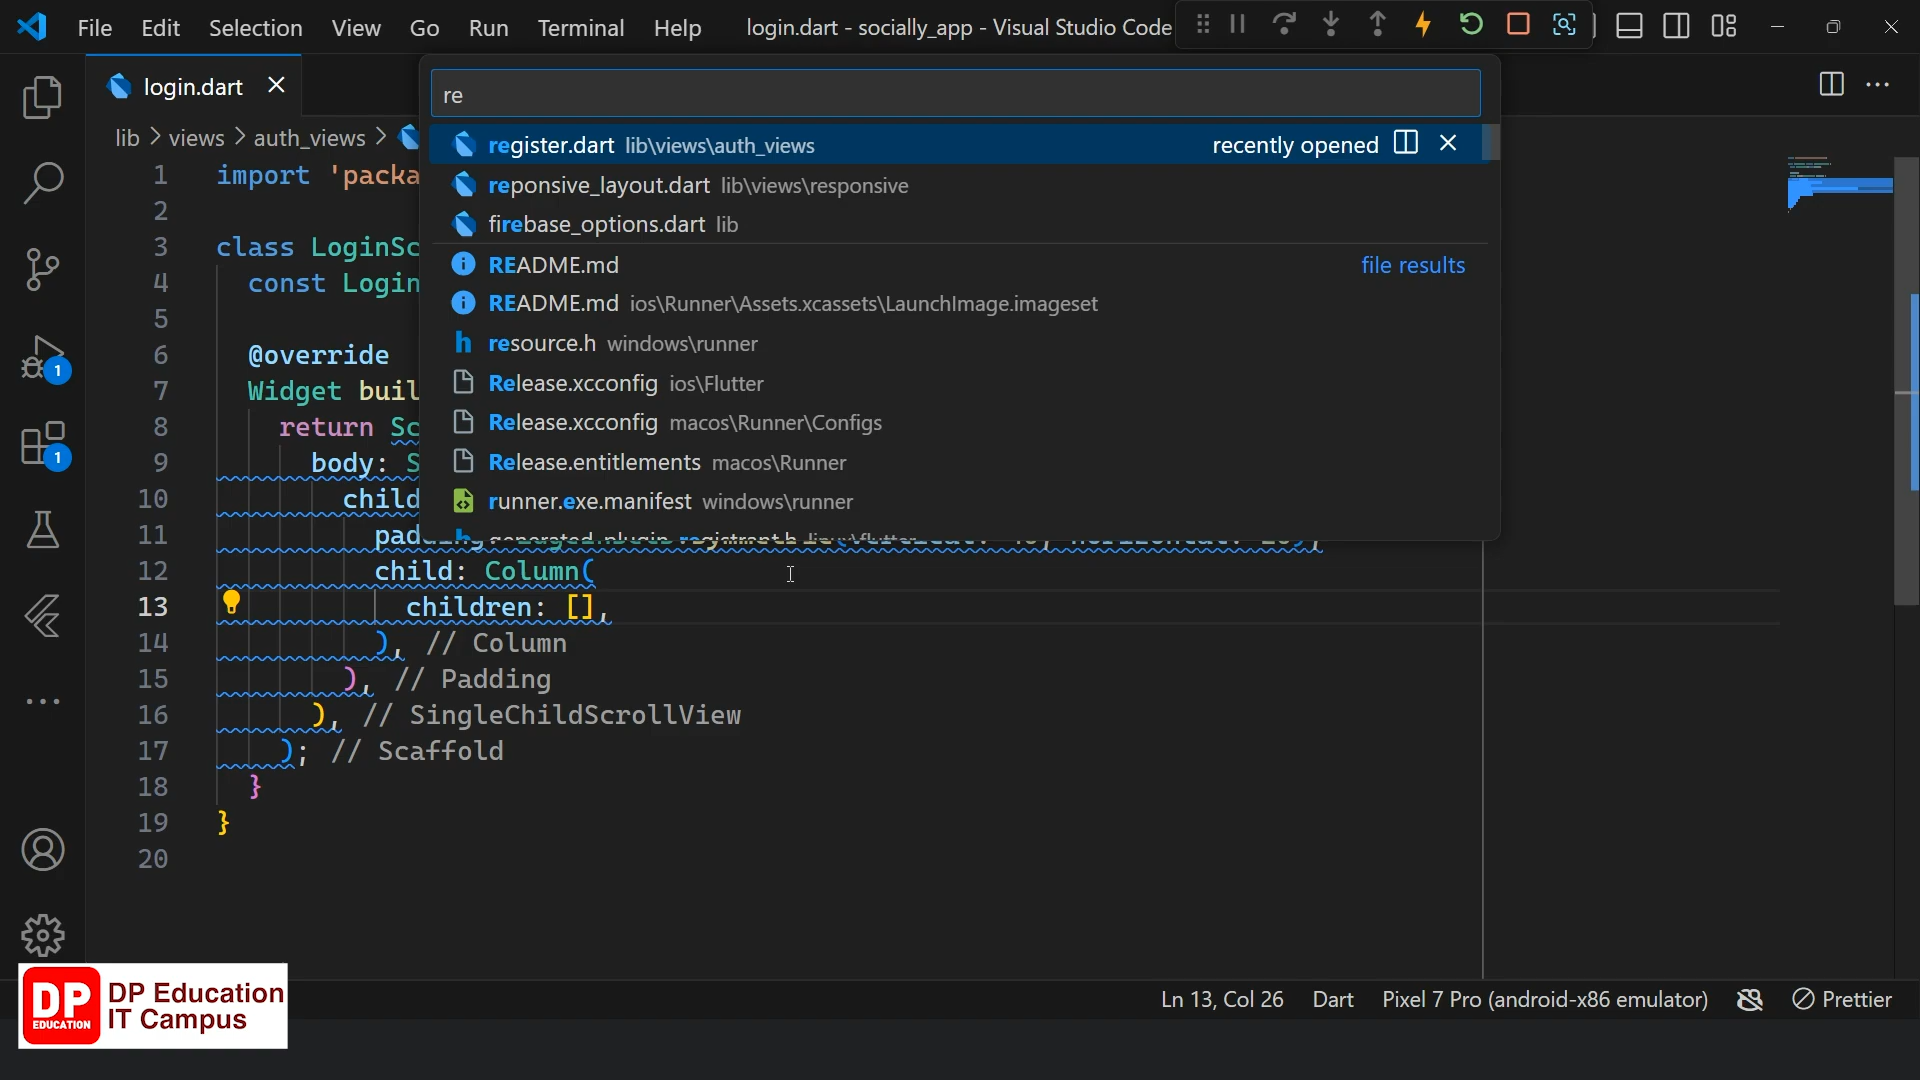 File Edit Selection View Go Run Terminal Help login.dart - socially_app - Visual Studio Code
login.dart
re
lib > views > auth_views >
register.dart lib\views\auth_views recently opened
reponsive_layout.dart lib\views\responsive
firebase_options.dart lib
README.md file results
README.md ios\Runner\Assets.xcassets\LaunchImage.imageset
resource.h windows\runner
Release.xcconfig ios\Flutter
Release.xcconfig macos\Runner\Configs
Release.entitlements macos\Runner
runner.exe.manifest windows\runner
1 import 'packa
2
3 class LoginSc
4 const Login
5
6 @override
7 Widget buil
8 return Sc
9 body: S
10 child
11 pad
12 child: Column(
13 children: [],
14 ), // Column
15 ), // Padding
16 ), // SingleChildScrollView
17 ); // Scaffold
18 }
19 }
20
1
1
DP EDUCATION
DP Education
IT Campus
Ln 13, Col 26 Dart Pixel 7 Pro (android-x86 emulator) Prettier